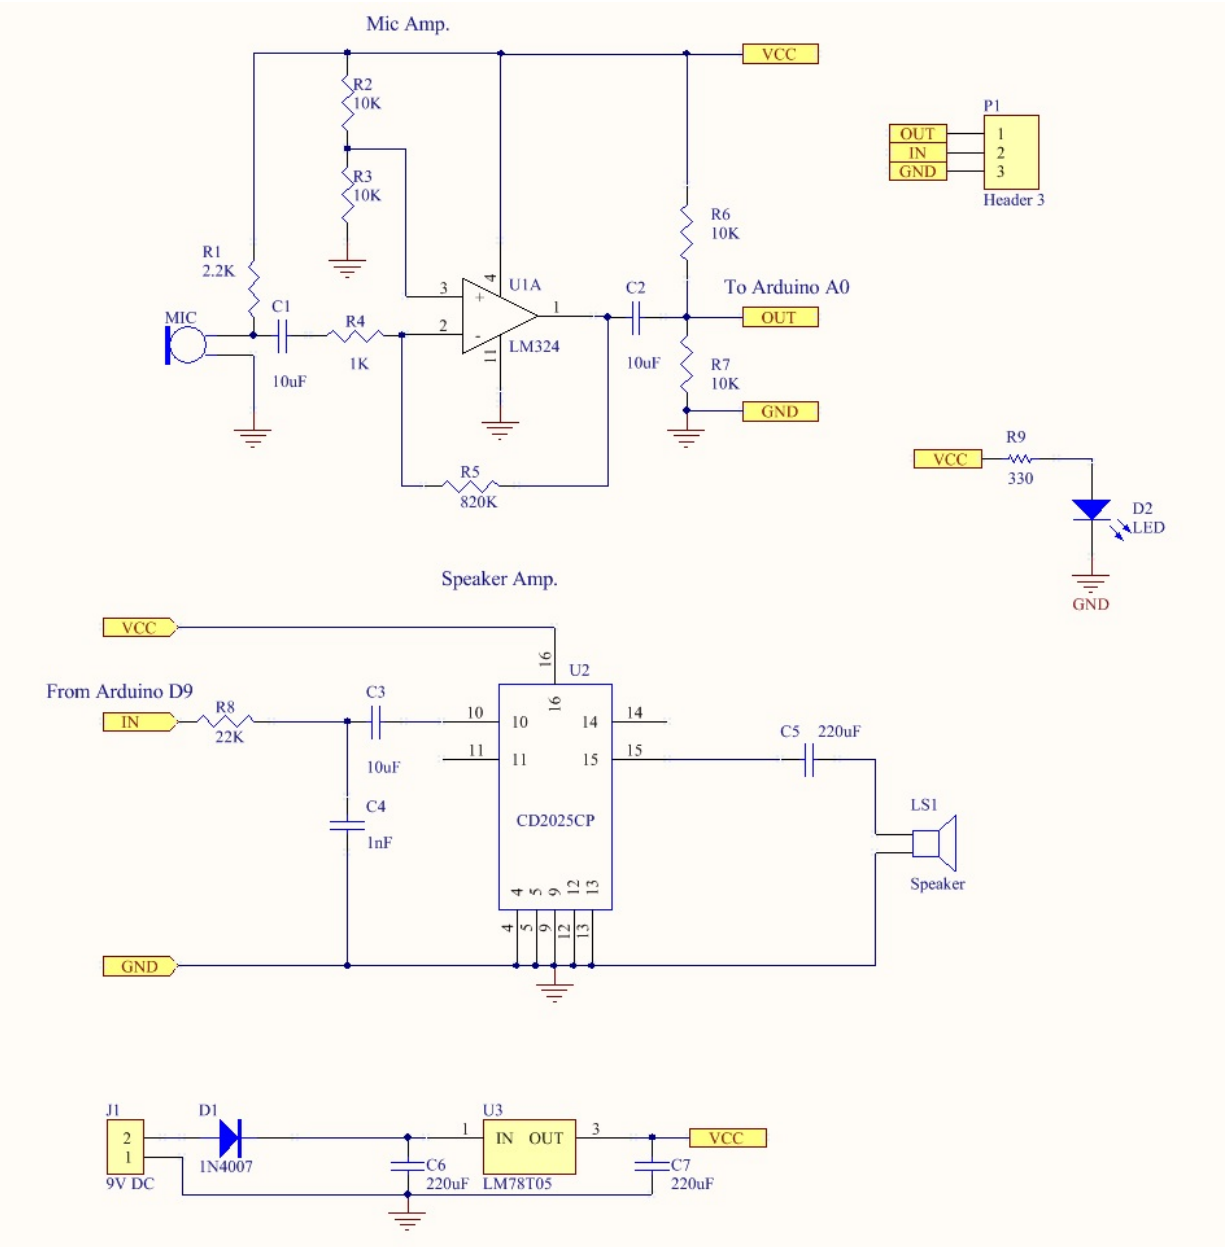 Mic Amp.
VCC
R2
10K
R3
10K
R1
2.2K
MIC
C1
10uF
R4
1K
3
2
+
-
4
11
U1A
LM324
1
C2
10uF
R5
820K
R6
10K
To Arduino A0
OUT
R7
10K
GND
P1
OUT 1
IN 2
GND 3
Header 3
VCC
R9
330
D2
LED
GND
Speaker Amp.
VCC
16
U2
16
From Arduino D9
IN
R8
22K
C3
10uF
C4
1nF
10 10
11 11
14 14
15 15
CD2025CP
4 5 9 12 13
4 5 9 12 13
C5 220uF
LS1
Speaker
GND
J1
2
1
9V DC
D1
1N4007
C6
220uF
U3
1 IN OUT 3
LM78T05
VCC
C7
220uF